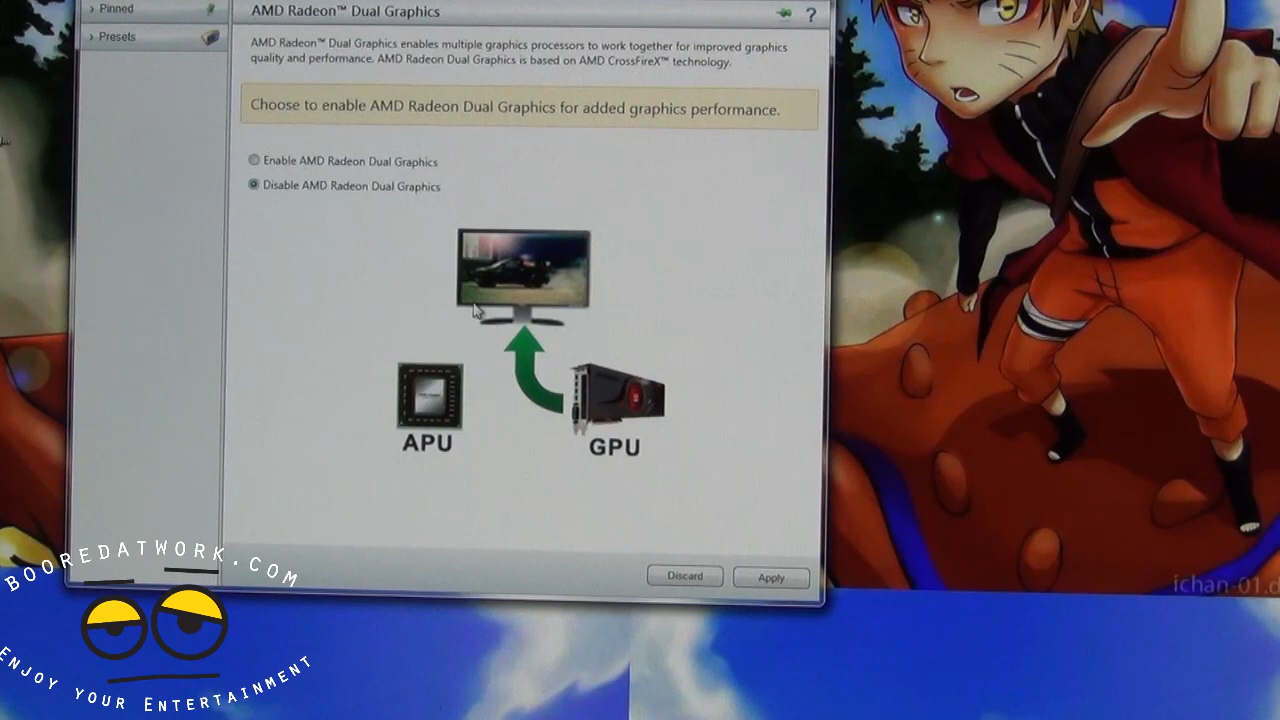 Pinned
Presets
AMD Radeon™ Dual Graphics
?
AMD Radeon™ Dual Graphics enables multiple graphics processors to work together for improved graphics
quality and performance. AMD Radeon Dual Graphics is based on AMD CrossFireX™ technology.
Choose to enable AMD Radeon Dual Graphics for added graphics performance.
Enable AMD Radeon Dual Graphics
Disable AMD Radeon Dual Graphics
APU
GPU
Discard
Apply
BOOREDATWORK.COM
ENJOY YOUR ENTERTAINMENT
ichan-01.d